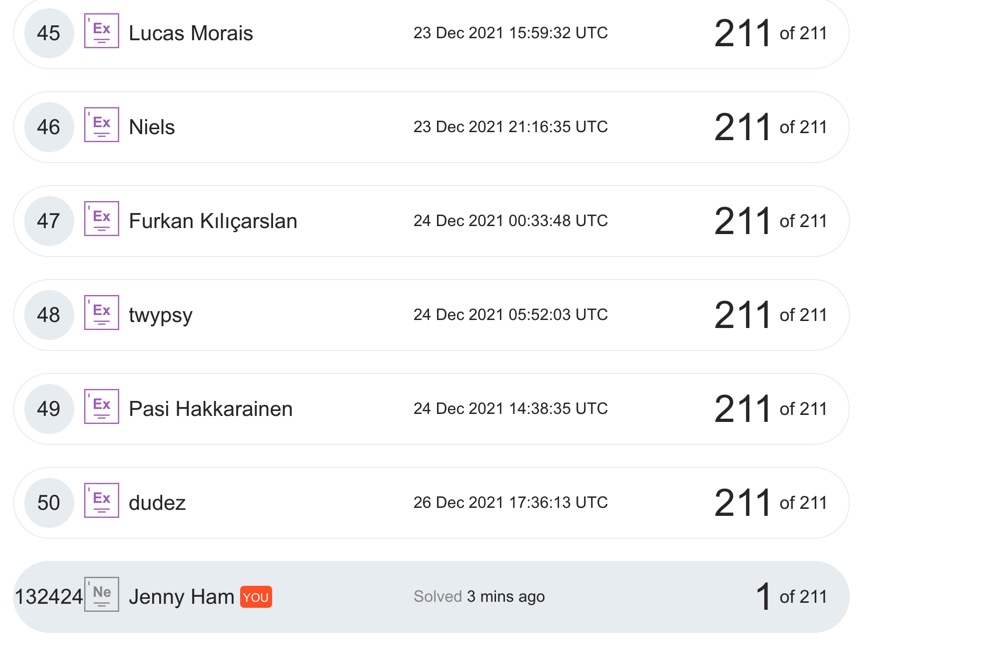 45 Ex Lucas Morais 23 Dec 2021 15:59:32 UTC 211 of 211
46 Ex Niels 23 Dec 2021 21:16:35 UTC 211 of 211
47 Ex Furkan Kılıçarslan 24 Dec 2021 00:33:48 UTC 211 of 211
48 Ex twypsy 24 Dec 2021 05:52:03 UTC 211 of 211
49 Ex Pasi Hakkarainen 24 Dec 2021 14:38:35 UTC 211 of 211
50 Ex dudez 26 Dec 2021 17:36:13 UTC 211 of 211
132424 Ne Jenny Ham YOU Solved 3 mins ago 1 of 211